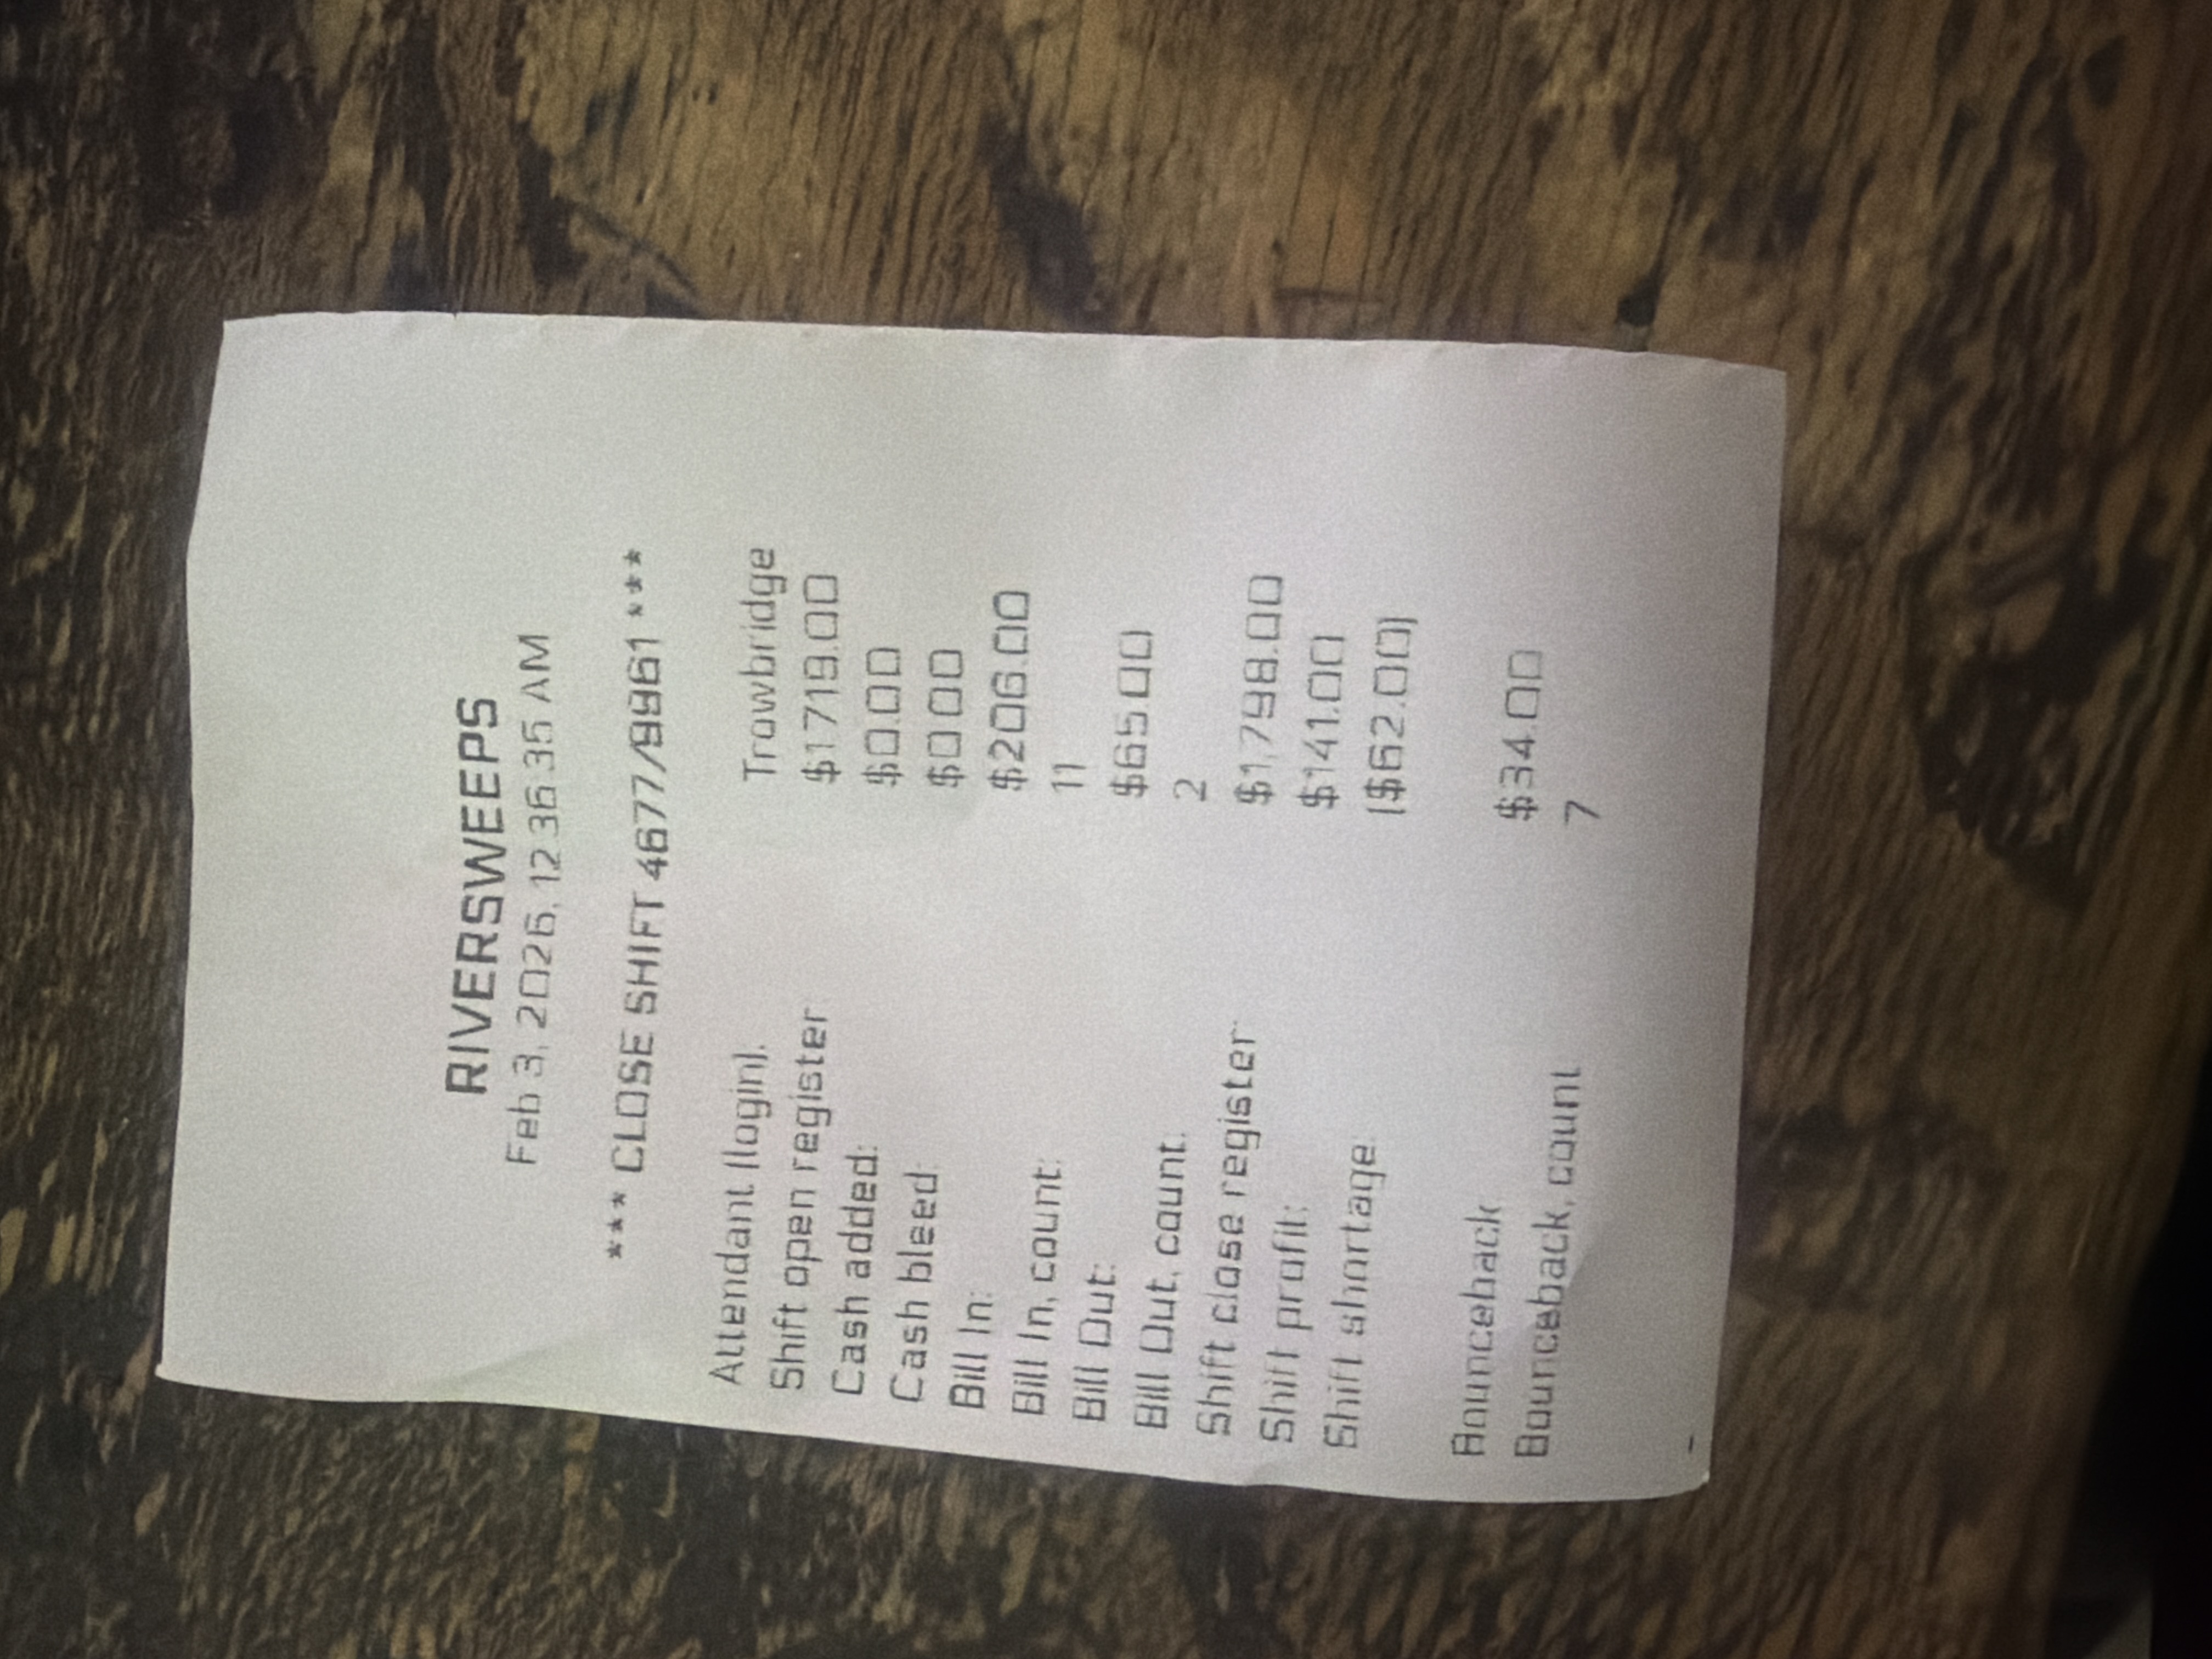 RIVERSWEEPS
Feb 3, 2026, 12:36:35 AM
*** CLOSE SHIFT 4677/9961 ***
Attendant (login): Trowbridge
Shift open register: $1719.00
Cash added: $0.00
Cash bleed: $0.00
Bill In: $206.00
Bill In, count: 11
Bill Out: $65.00
Bill Out, count: 2
Shift close register: $1,798.00
Shift profit: $141.00
Shift shortage: ($62.00)
Bounceback: $34.00
Bounceback, count: 7